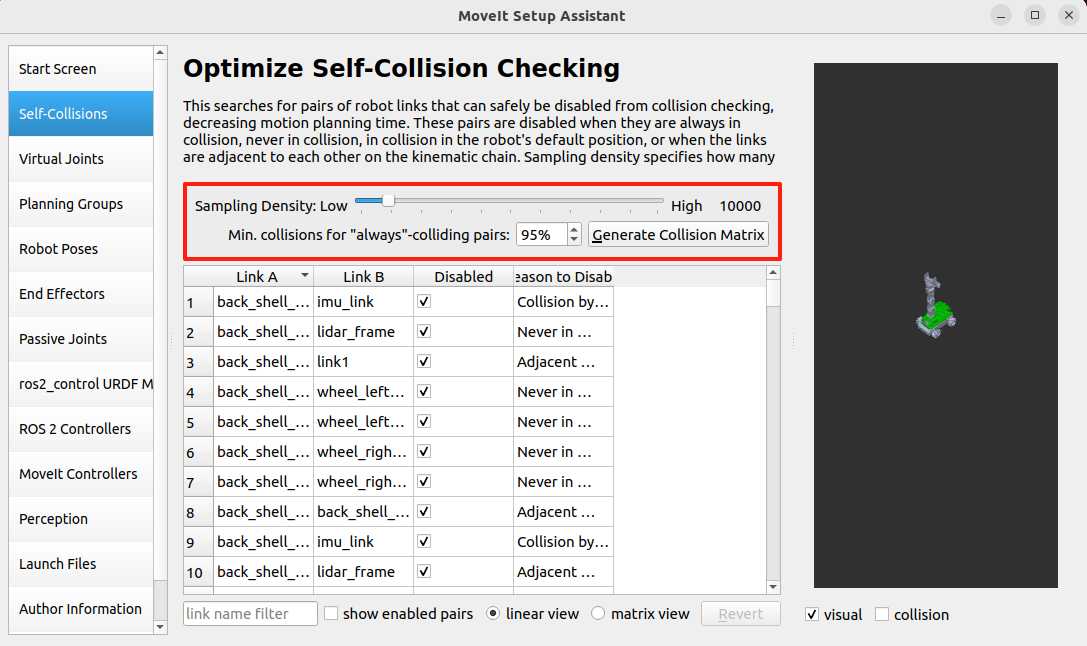 MoveIt Setup Assistant
Start Screen
Self-Collisions
Virtual Joints
Planning Groups
Robot Poses
End Effectors
Passive Joints
ros2_control URDF M
ROS 2 Controllers
MoveIt Controllers
Perception
Launch Files
Author Information
Optimize Self-Collision Checking
This searches for pairs of robot links that can safely be disabled from collision checking,
decreasing motion planning time. These pairs are disabled when they are always in
collision, never in collision, in collision in the robot's default position, or when the links
are adjacent to each other on the kinematic chain. Sampling density specifies how many
Sampling Density: Low High 10000
Min. collisions for "always"-colliding pairs: 95% Generate Collision Matrix
Link A Link B Disabled eason to Disab
1 back_shell_... imu_link Collision by...
2 back_shell_... lidar_frame Never in ...
3 back_shell_... link1 Adjacent ...
4 back_shell_... wheel_left... Never in ...
5 back_shell_... wheel_left... Never in ...
6 back_shell_... wheel_righ... Never in ...
7 back_shell_... wheel_righ... Never in ...
8 back_shell_... back_shell_... Adjacent ...
9 back_shell_... imu_link Collision by...
10 back_shell_... lidar_frame Adjacent ...
link name filter show enabled pairs linear view matrix view Revert
visual collision